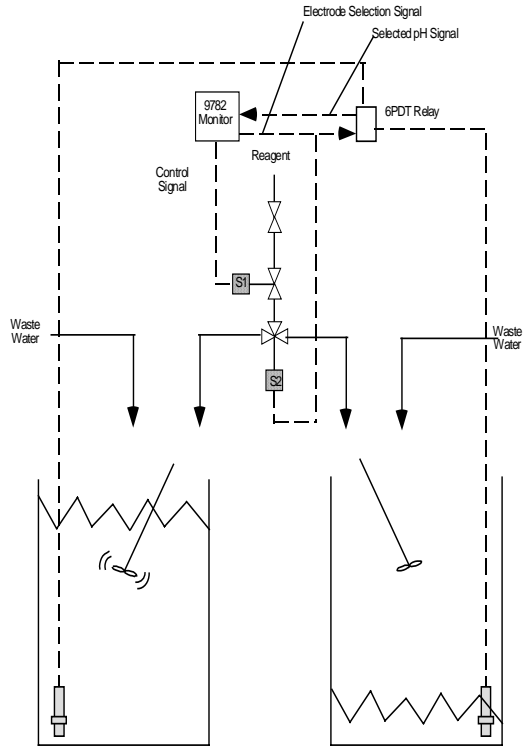 Electrode Selection Signal
Selected pH Signal
9782
Monitor
6PDT Relay
Reagent
Control
Signal
S1
Waste
Water
Waste
Water
S2